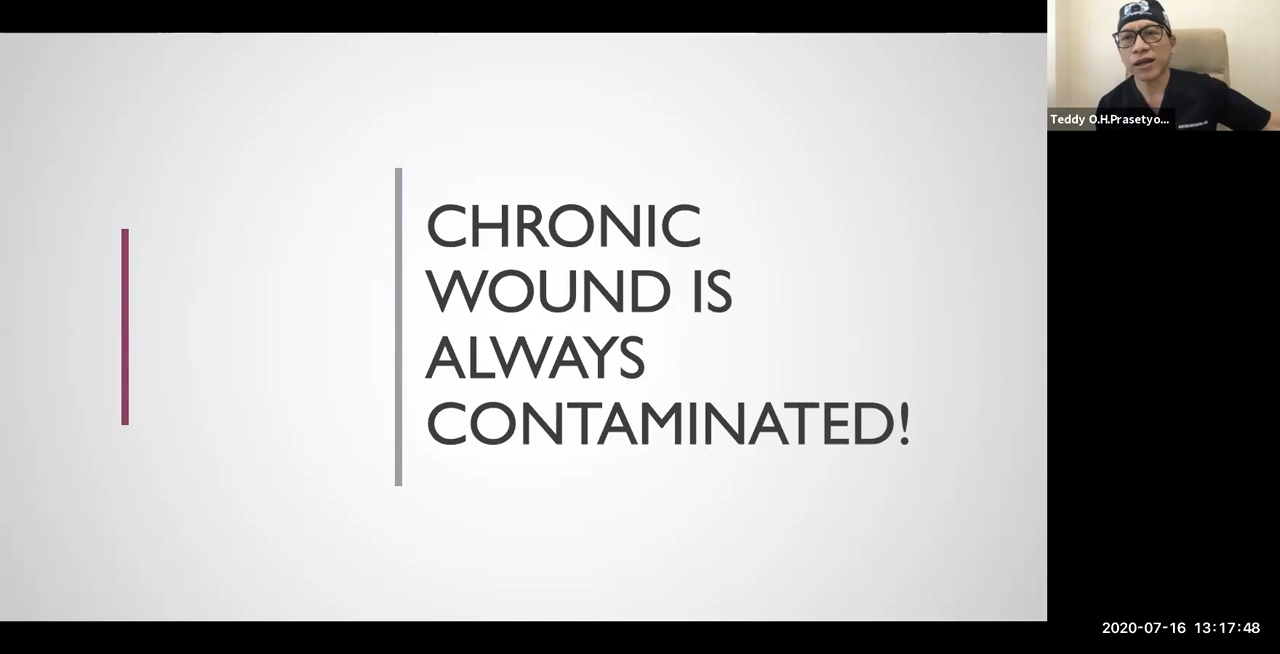 CHRONIC
WOUND IS
ALWAYS
CONTAMINATED!
Teddy O.H.Prasetyo...
2020-07-16 13:17:48